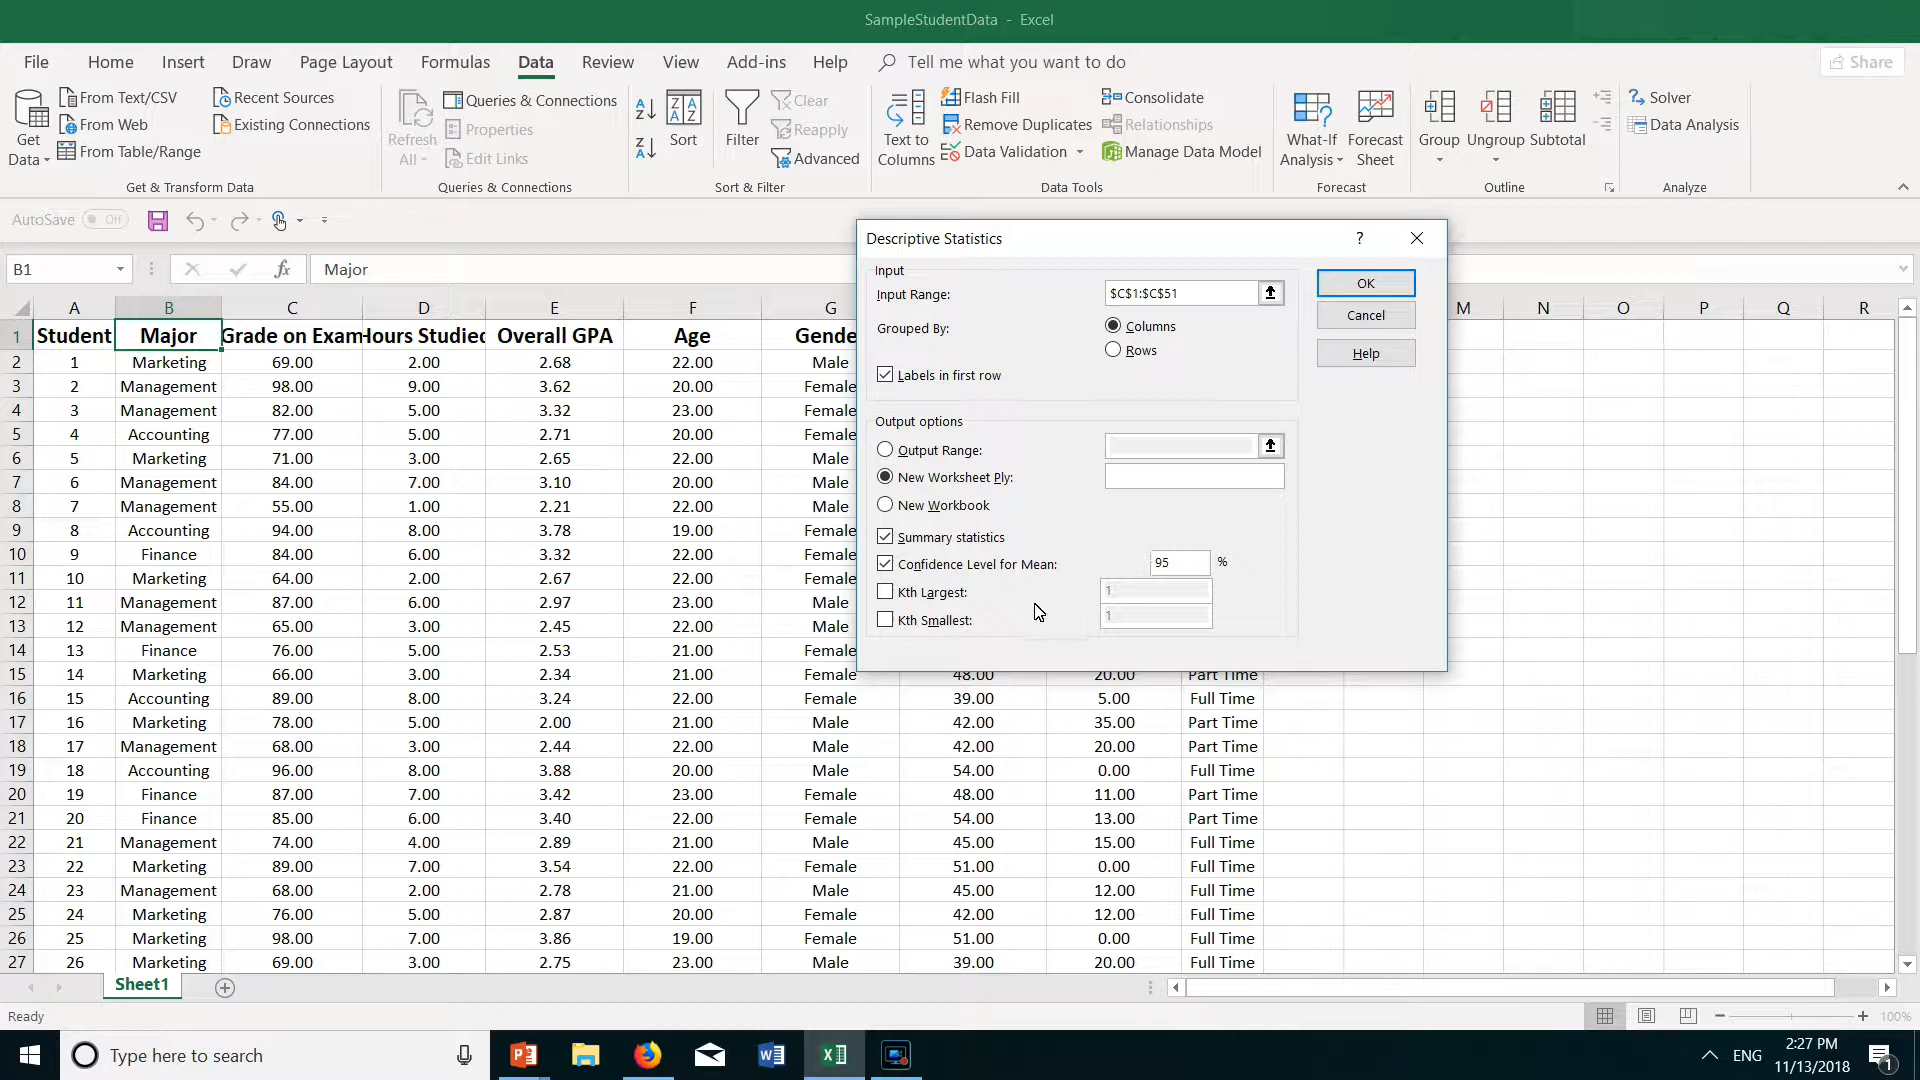 SampleStudentData - Excel
File Home Insert Draw Page Layout Formulas Data Review View Add-ins Help Tell me what you want to do Share
Get Data
From Text/CSV
From Web
From Table/Range
Recent Sources
Existing Connections
Get & Transform Data
Refresh All
Queries & Connections
Properties
Edit Links
Queries & Connections
Sort
Filter
Clear
Reapply
Advanced
Sort & Filter
Text to Columns
Flash Fill
Remove Duplicates
Data Validation
Consolidate
Relationships
Manage Data Model
Data Tools
What-If Analysis
Forecast Sheet
Forecast
Group
Ungroup
Subtotal
Outline
Solver
Data Analysis
Analyze
AutoSave Off
B1 fx Major
Descriptive Statistics ?
Input
Input Range: $C$1:$C$51
Grouped By: Columns
Rows
Labels in first row
Output options
Output Range:
New Worksheet Ply:
New Workbook
Summary statistics
Confidence Level for Mean: 95 %
Kth Largest: 1
Kth Smallest: 1
OK
Cancel
Help
A B C D E F G M N O P Q R
1 Student Major Grade on Exam Hours Studied Overall GPA Age Gende
2 1 Marketing 69.00 2.00 2.68 22.00 Male
3 2 Management 98.00 9.00 3.62 20.00 Female
4 3 Management 82.00 5.00 3.32 23.00 Female
5 4 Accounting 77.00 5.00 2.71 20.00 Female
6 5 Marketing 71.00 3.00 2.65 22.00 Male
7 6 Management 84.00 7.00 3.10 20.00 Female
8 7 Management 55.00 1.00 2.21 22.00 Male
9 8 Accounting 94.00 8.00 3.78 19.00 Female
10 9 Finance 84.00 6.00 3.32 22.00 Female
11 10 Marketing 64.00 2.00 2.67 22.00 Male
12 11 Management 87.00 6.00 2.97 23.00 Male
13 12 Management 65.00 3.00 2.45 22.00 Male
14 13 Finance 76.00 5.00 2.53 21.00 Female
15 14 Marketing 66.00 3.00 2.34 21.00 Female 48.00 20.00 Part Time
16 15 Accounting 89.00 8.00 3.24 22.00 Female 39.00 5.00 Full Time
17 16 Marketing 78.00 5.00 2.00 21.00 Male 42.00 35.00 Part Time
18 17 Management 68.00 3.00 2.44 22.00 Male 42.00 20.00 Part Time
19 18 Accounting 96.00 8.00 3.88 20.00 Male 54.00 0.00 Full Time
20 19 Finance 87.00 7.00 3.42 23.00 Female 48.00 11.00 Part Time
21 20 Finance 85.00 6.00 3.40 22.00 Female 54.00 13.00 Part Time
22 21 Management 74.00 4.00 2.89 21.00 Male 45.00 15.00 Full Time
23 22 Marketing 89.00 7.00 3.54 22.00 Female 51.00 0.00 Full Time
24 23 Management 68.00 2.00 2.78 21.00 Male 45.00 12.00 Full Time
25 24 Marketing 76.00 5.00 2.87 20.00 Female 42.00 12.00 Full Time
26 25 Marketing 98.00 7.00 3.86 19.00 Female 51.00 0.00 Full Time
27 26 Marketing 69.00 3.00 2.75 23.00 Male 39.00 20.00 Full Time
Sheet1
Ready 100%
Type here to search
ENG
2:27 PM
11/13/2018
1